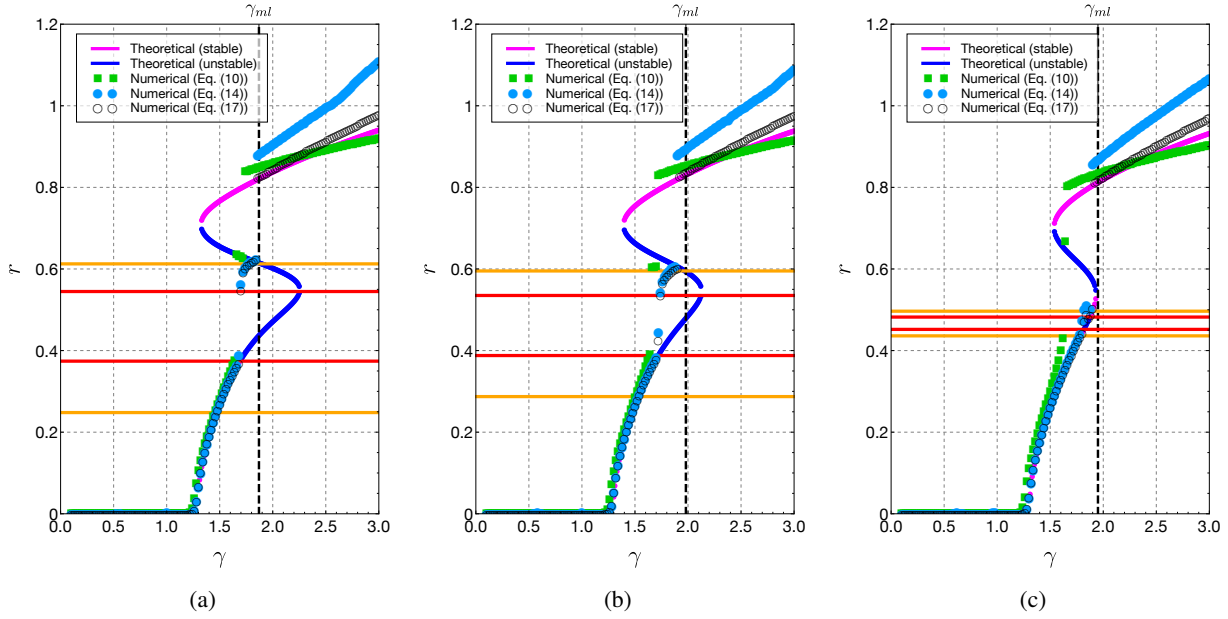 γml
1.2
Theoretical (stable)
Theoretical (unstable)
Numerical (Eq. (10))
Numerical (Eq. (14))
Numerical (Eq. (17))
1
0.8
r
0.6
0.4
0.2
0
0.0 0.5 1.0 1.5 2.0 2.5 3.0
γ
(a)
γml
1.2
Theoretical (stable)
Theoretical (unstable)
Numerical (Eq. (10))
Numerical (Eq. (14))
Numerical (Eq. (17))
1
0.8
r
0.6
0.4
0.2
0
0.0 0.5 1.0 1.5 2.0 2.5 3.0
γ
(b)
γml
1.2
Theoretical (stable)
Theoretical (unstable)
Numerical (Eq. (10))
Numerical (Eq. (14))
Numerical (Eq. (17))
1
0.8
r
0.6
0.4
0.2
0
0.0 0.5 1.0 1.5 2.0 2.5 3.0
γ
(c)